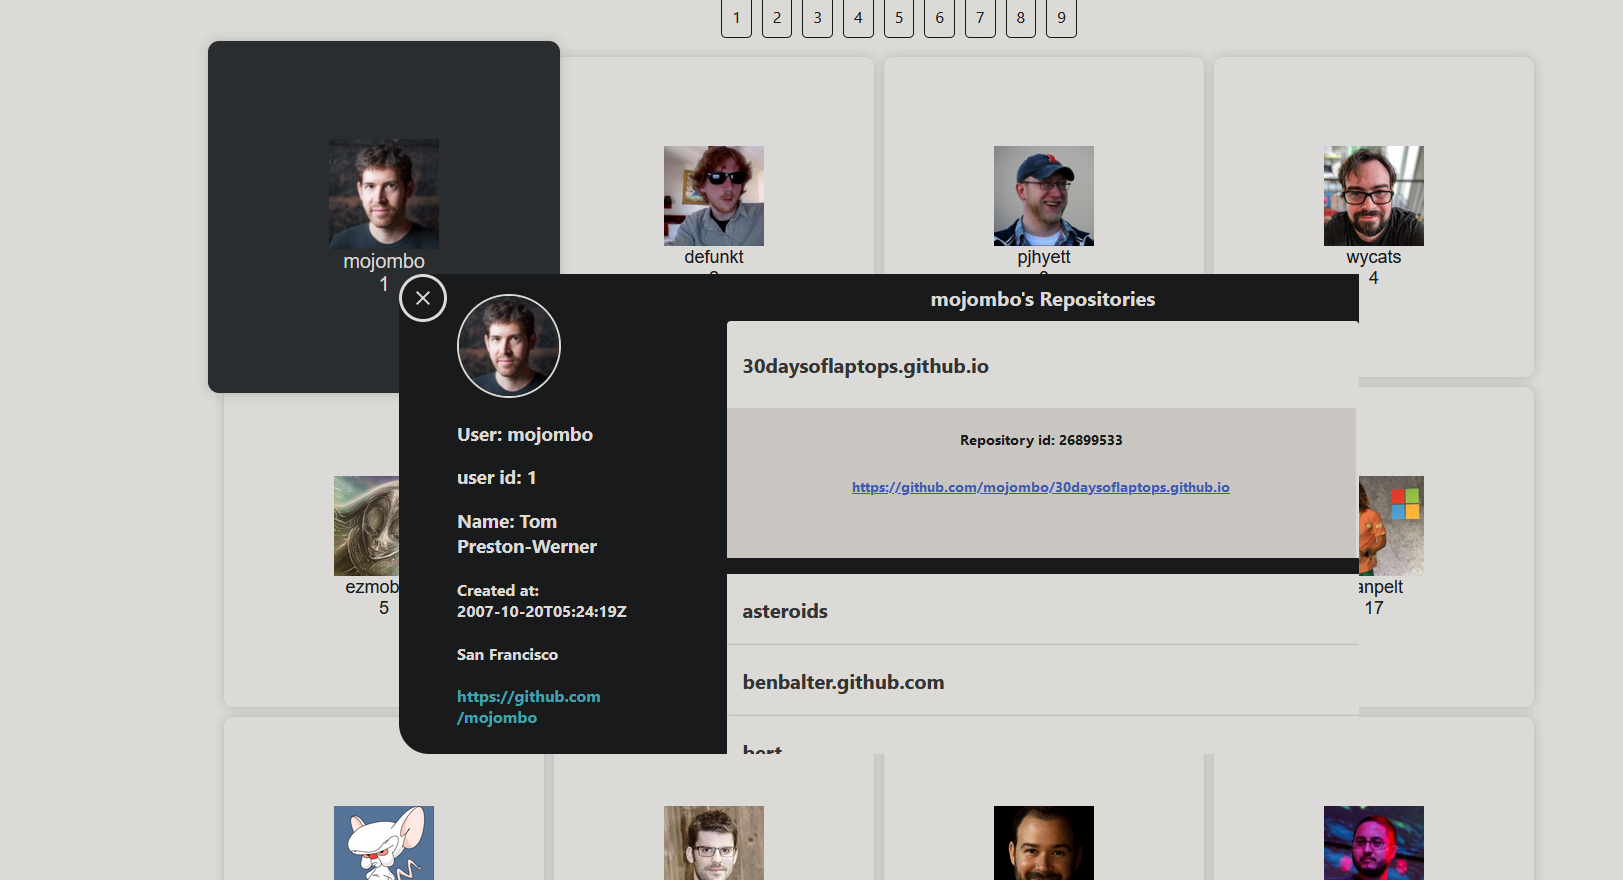 1 2 3 4 5 6 7 8 9
mojombo
1
defunkt
pjhyett
wycats
4
mojombo's Repositories
30daysoflaptops.github.io
Repository id: 26899533
https://github.com/mojombo/30daysoflaptops.github.io
User: mojombo
user id: 1
Name: Tom
Preston-Werner
Created at:
2007-10-20T05:24:19Z
San Francisco
https://github.com
/mojombo
asteroids
benbalter.github.com
bert
ezmob
5
anpelt
17